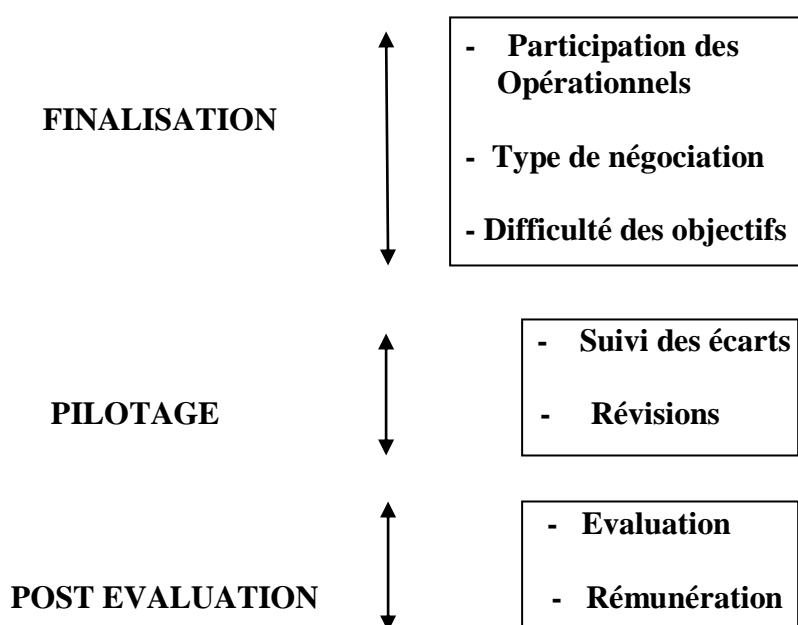 FINALISATION
- Participation des
Opérationnels
- Type de négociation
- Difficulté des objectifs
PILOTAGE
- Suivi des écarts
- Révisions
POST EVALUATION
- Evaluation
- Rémunération